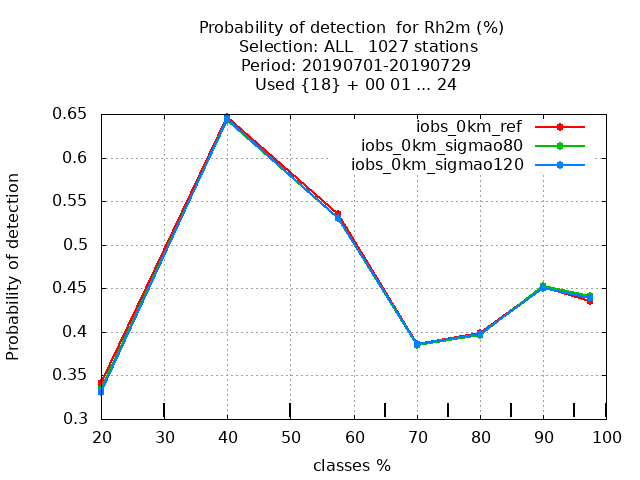 Probability of detection  for Rh2m (%)
Selection: ALL   1027 stations
Period: 20190701-20190729
Used {18} + 00 01 ... 24
0.65
0.6
0.55
0.5
0.45
0.4
0.35
0.3
Probability of detection
iobs_0km_ref
iobs_0km_sigmao80
iobs_0km_sigmao120
20 30 40 50 60 70 80 90 100
classes %